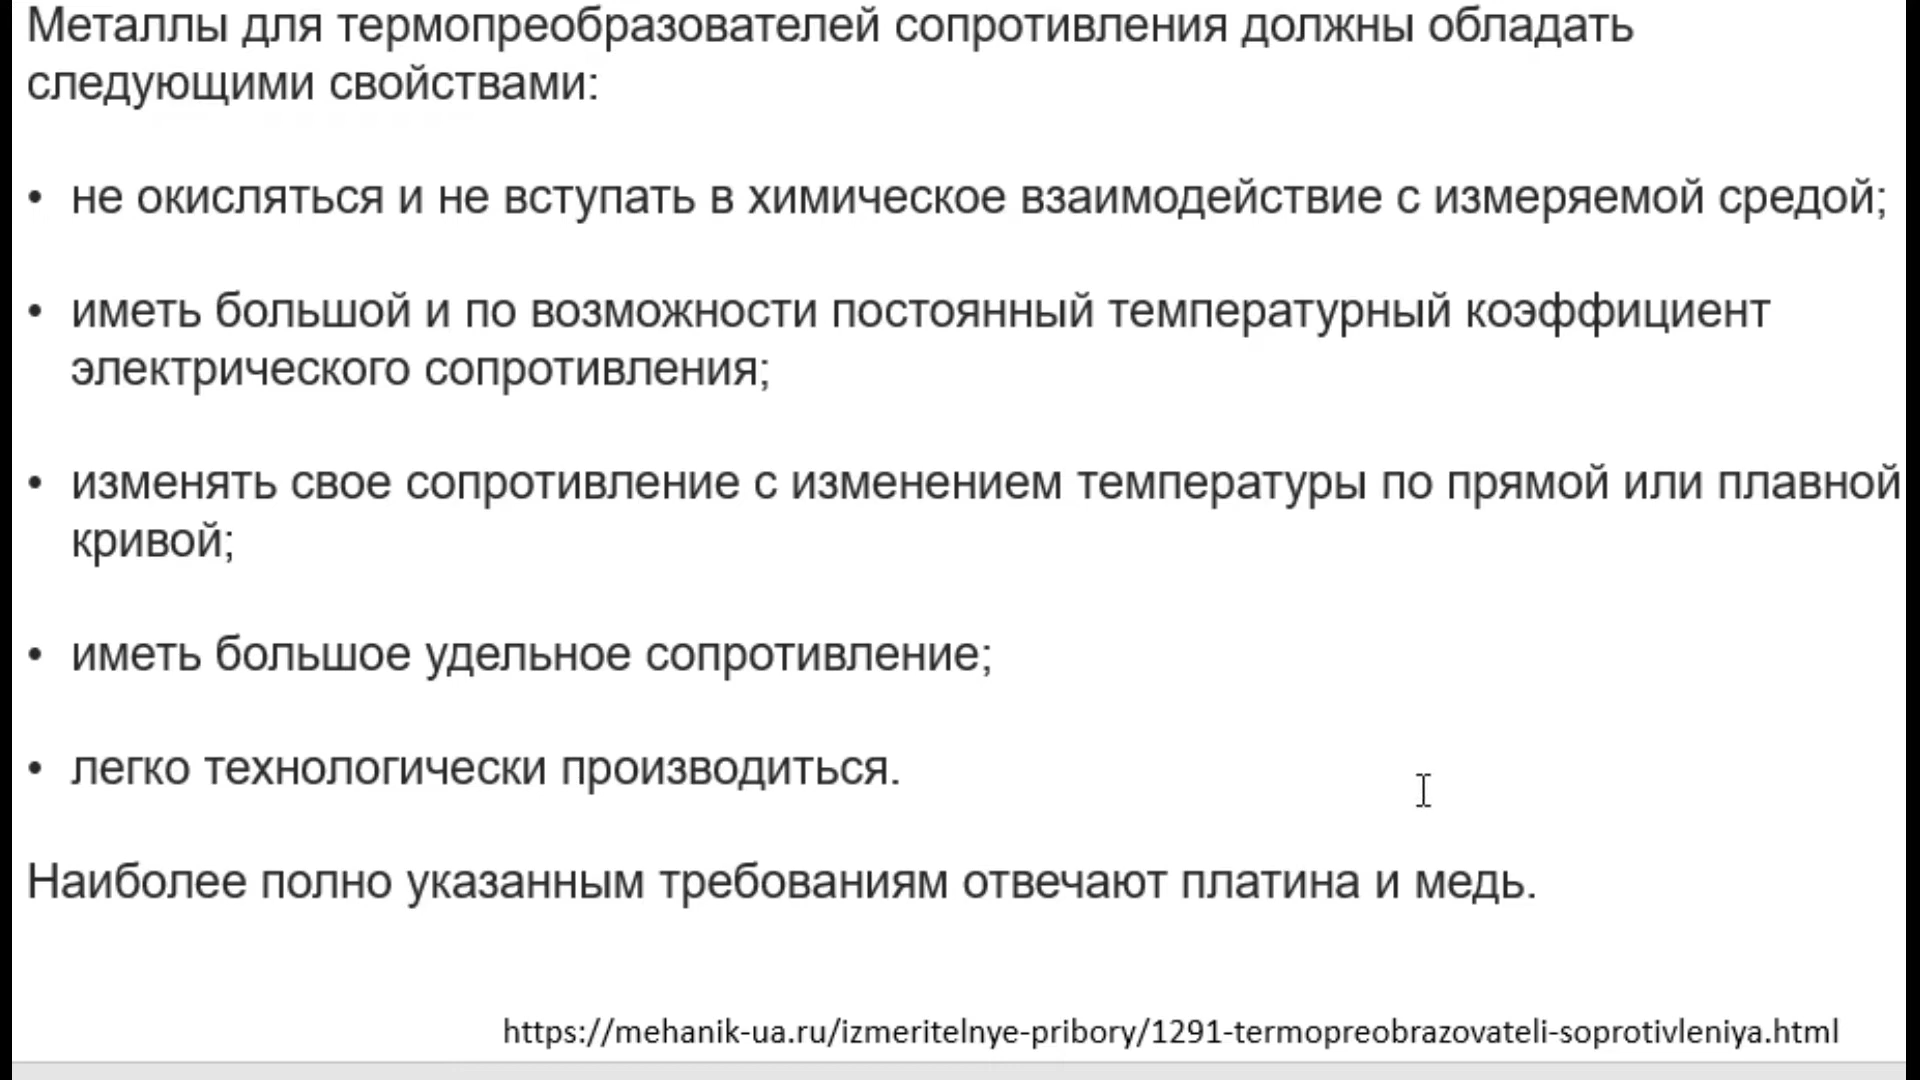 Металлы для термопреобразователей сопротивления должны обладать
следующими свойствами:
• не окисляться и не вступать в химическое взаимодействие с измеряемой средой;
• иметь большой и по возможности постоянный температурный коэффициент
электрического сопротивления;
• изменять свое сопротивление с изменением температуры по прямой или плавной
кривой;
• иметь большое удельное сопротивление;
• легко технологически производиться.
Наиболее полно указанным требованиям отвечают платина и медь.
https://mehanik-ua.ru/izmeritelnye-pribory/1291-termopreobrazovateli-soprotivleniya.html